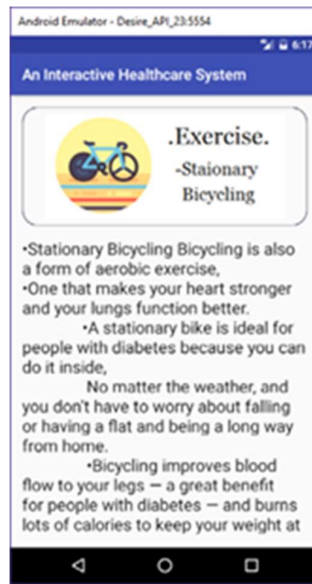 Android Emulator - Desire_API_23:5554
6:17
An Interactive Healthcare System
.Exercise.
-Staionary
Bicycling
•Stationary Bicycling Bicycling is also
a form of aerobic exercise,
•One that makes your heart stronger
and your lungs function better.
•A stationary bike is ideal for
people with diabetes because you can
do it inside,
No matter the weather, and
you don't have to worry about falling
or having a flat and being a long way
from home.
•Bicycling improves blood
flow to your legs — a great benefit
for people with diabetes — and burns
lots of calories to keep your weight at